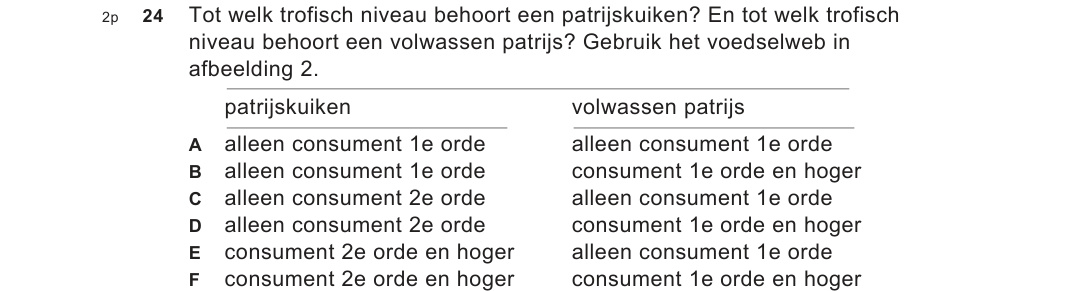 2p 24 Tot welk trofisch niveau behoort een patrijskuiken? En tot welk trofisch
niveau behoort een volwassen patrijs? Gebruik het voedselweb in
afbeelding 2.
patrijskuiken volwassen patrijs
A alleen consument 1e orde alleen consument 1e orde
B alleen consument 1e orde consument 1e orde en hoger
C alleen consument 2e orde alleen consument 1e orde
D alleen consument 2e orde consument 1e orde en hoger
E consument 2e orde en hoger alleen consument 1e orde
F consument 2e orde en hoger consument 1e orde en hoger